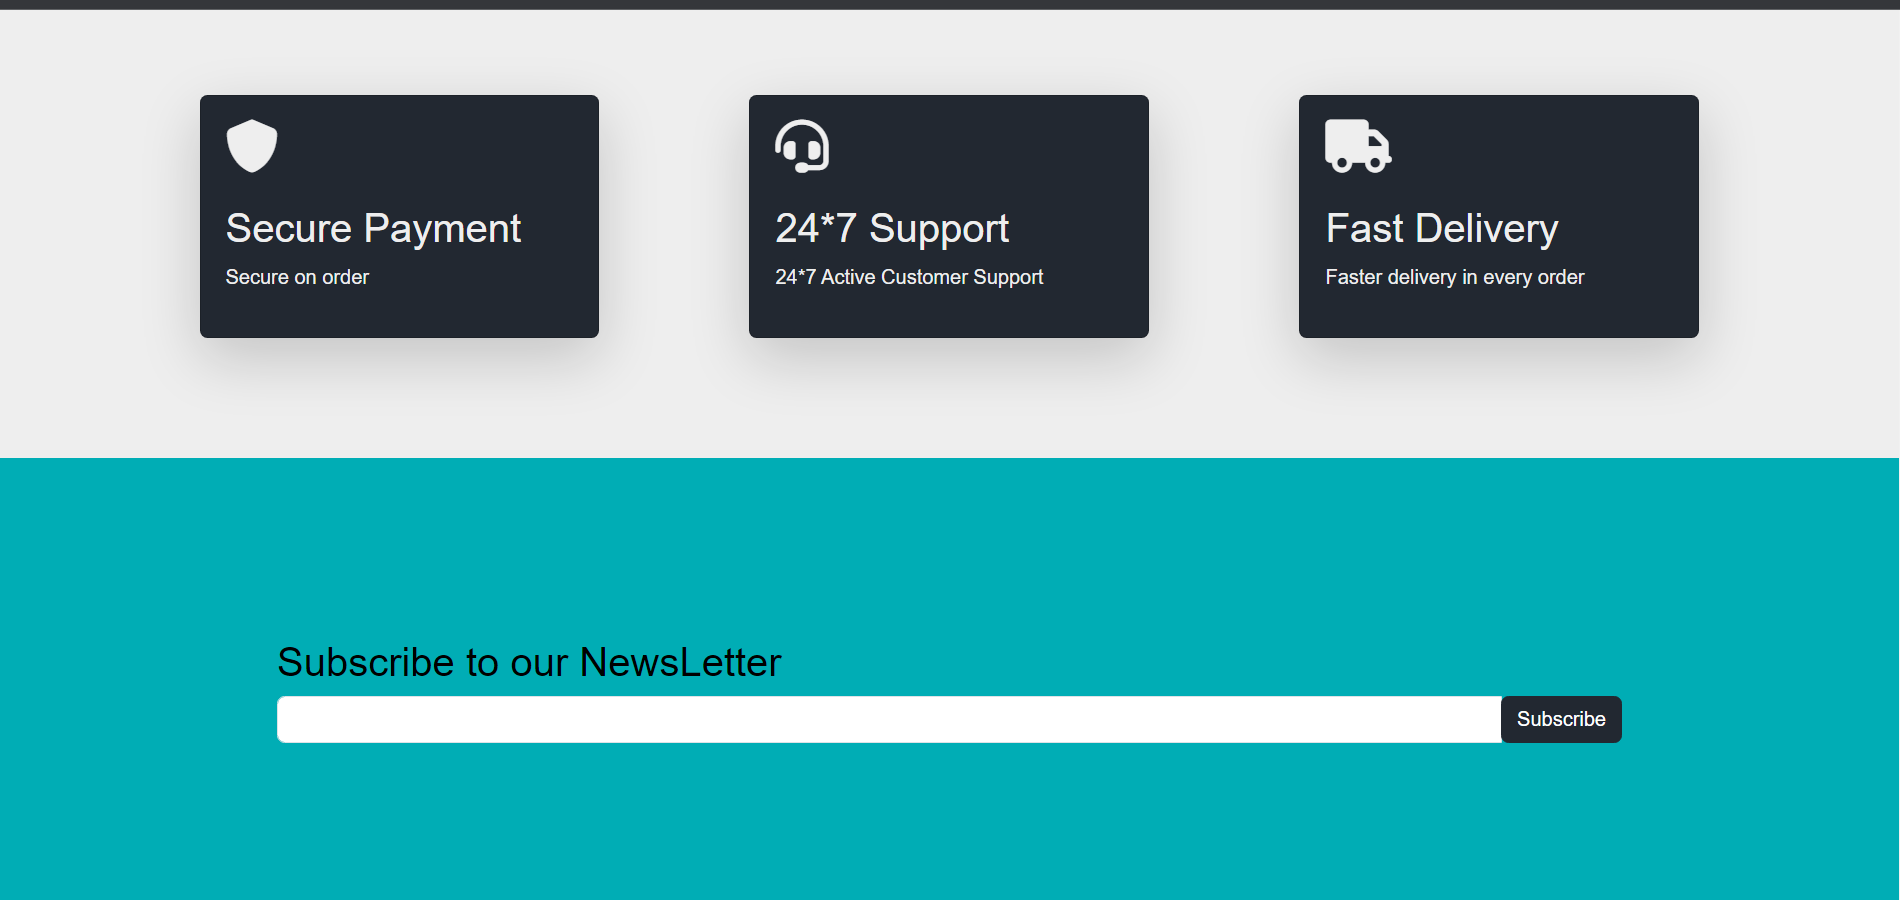 Secure Payment
Secure on order
24*7 Support
24*7 Active Customer Support
Fast Delivery
Faster delivery in every order
Subscribe to our NewsLetter
Subscribe